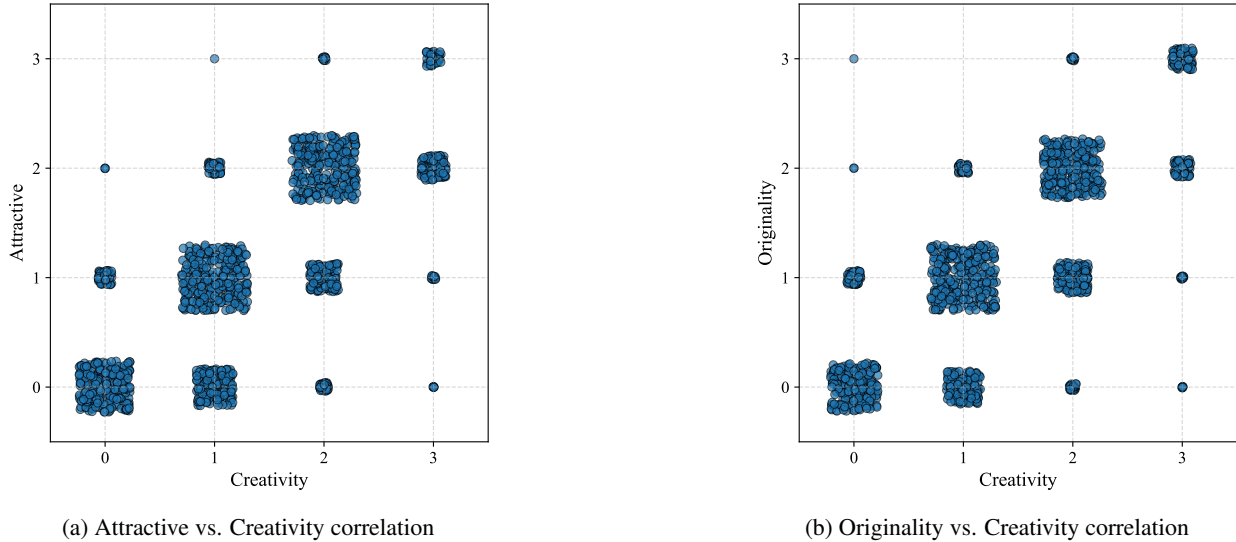 3
2
1
0
Attractive
0 1 2 3
Creativity
(a) Attractive vs. Creativity correlation
3
2
1
0
Originality
0 1 2 3
Creativity
(b) Originality vs. Creativity correlation